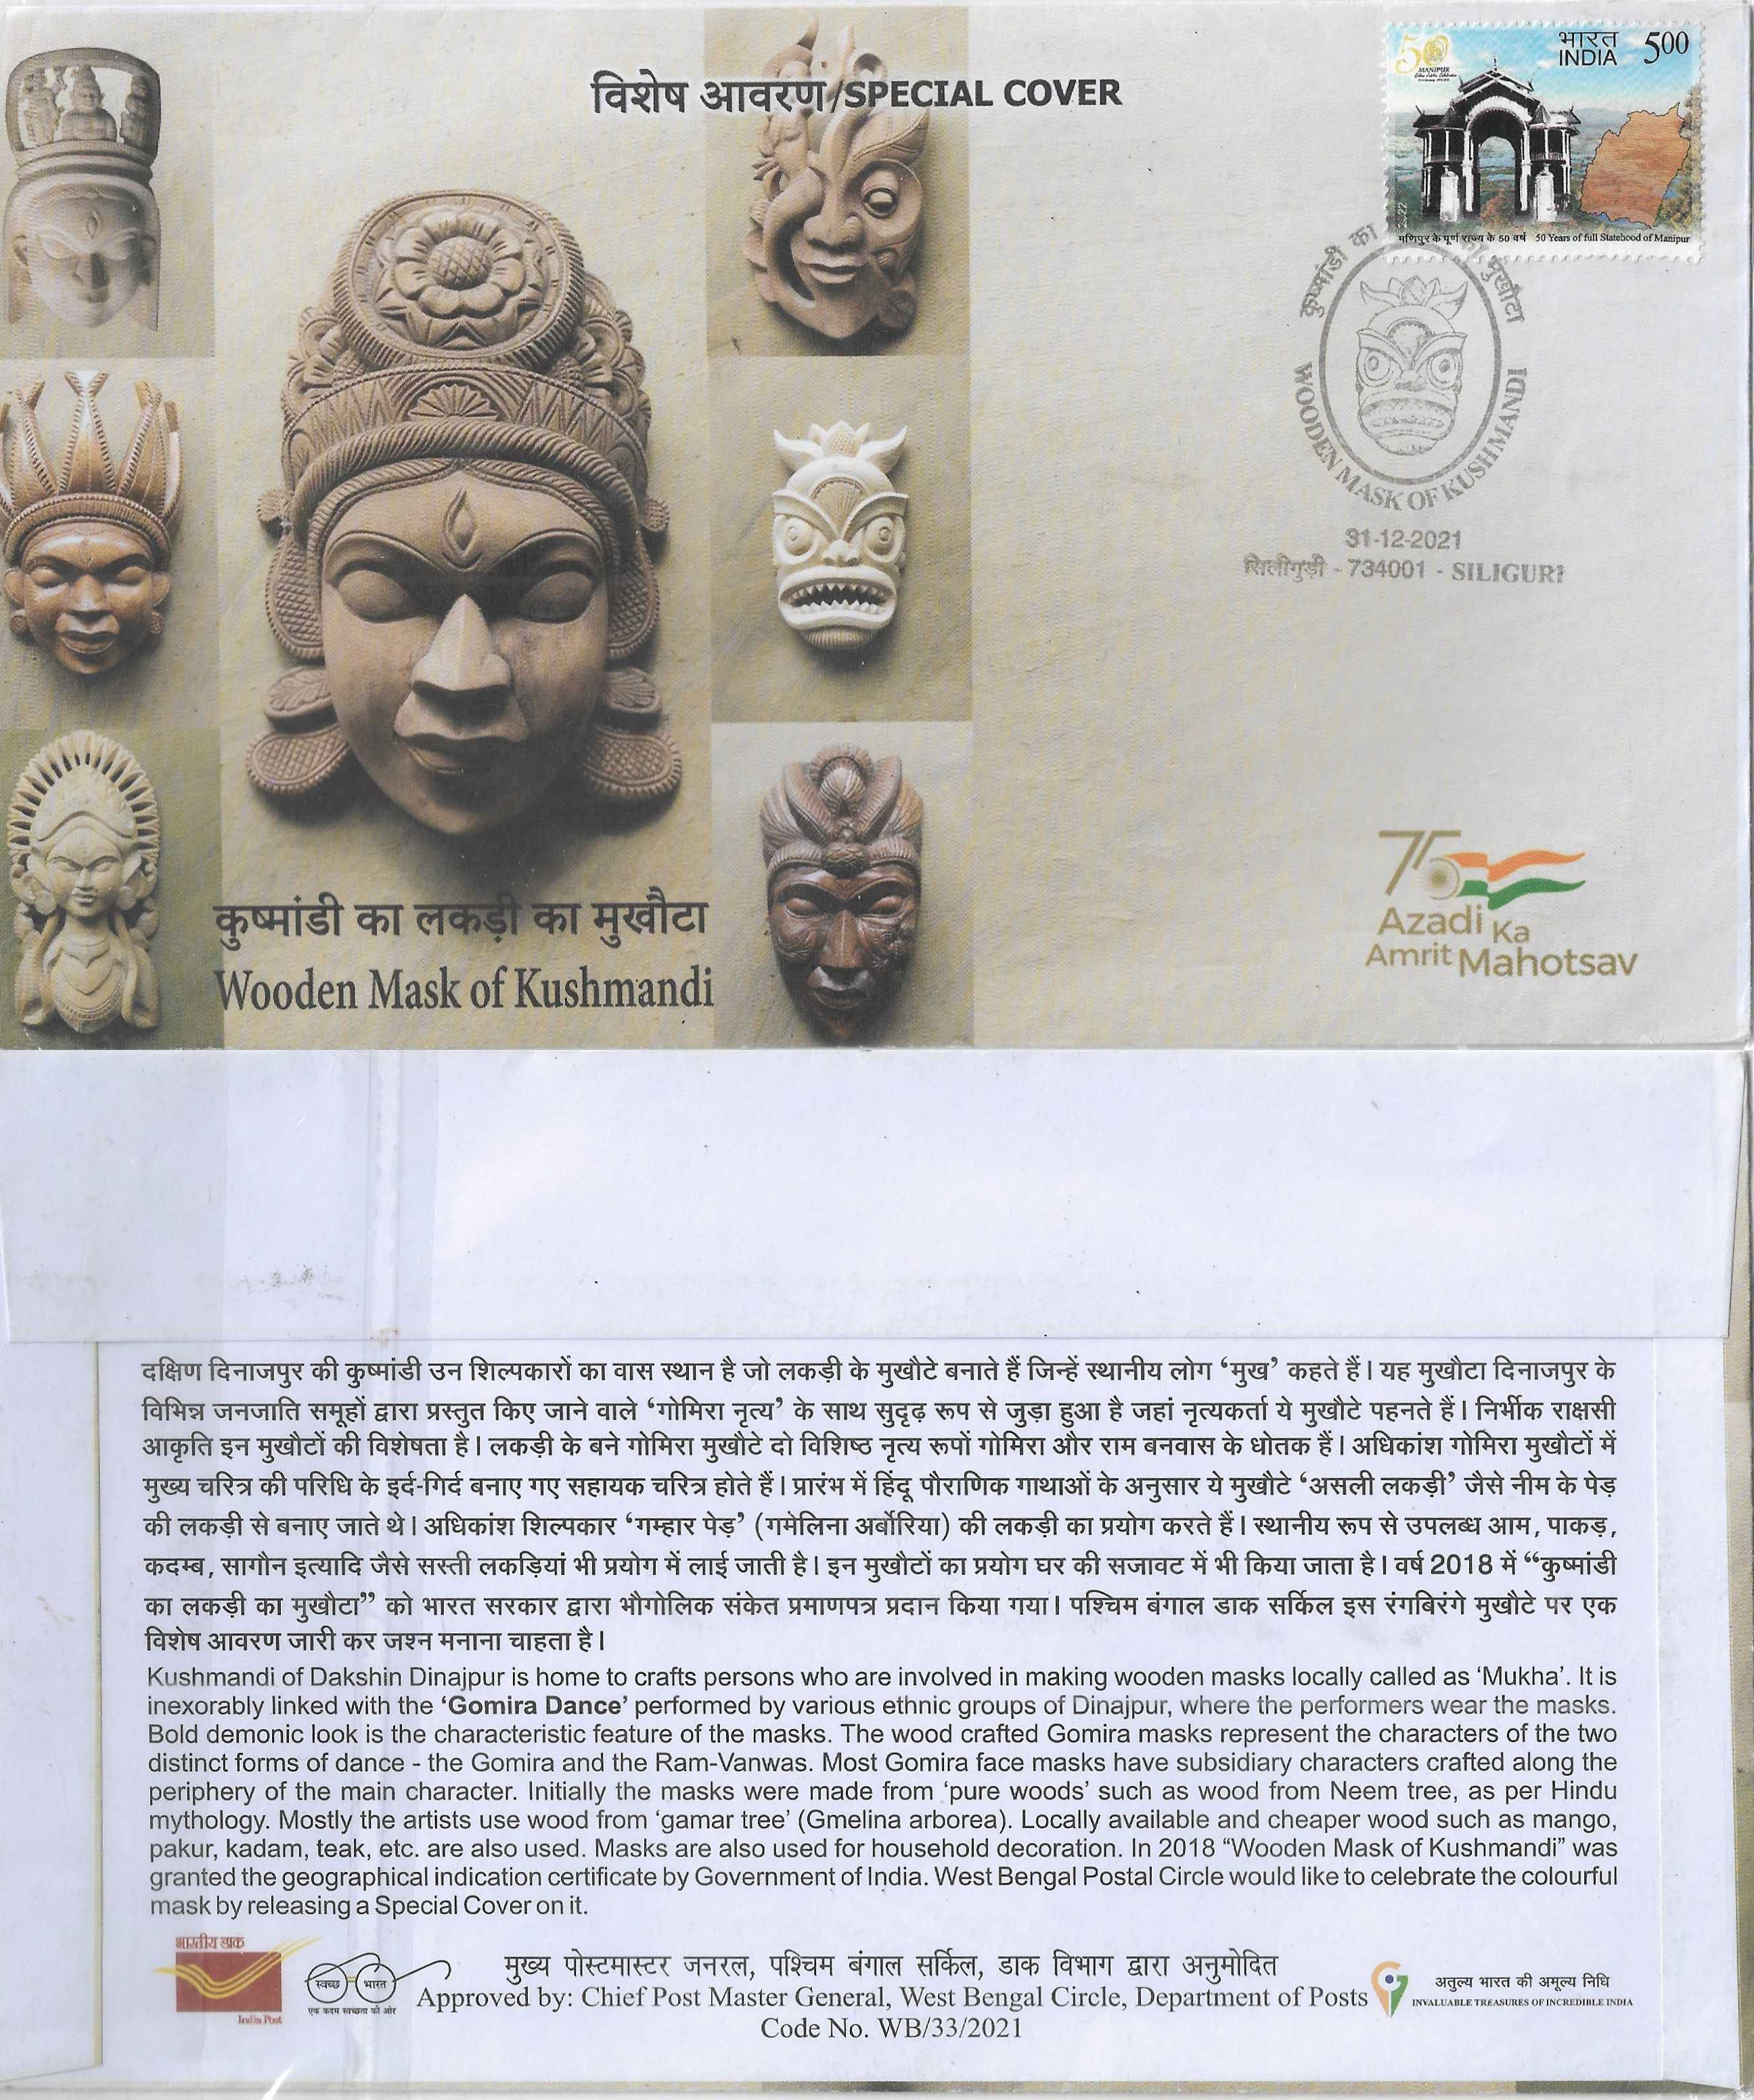 विशेष आवरण/SPECIAL COVER
50
MANIPUR
भारत
INDIA
500
2022
मणिपुर के पूर्ण राज्य के 50 वर्ष 50 Years of full Statehood of Manipur
कुष्मांडी का
मुखौटा
WOODEN MASK OF KUSHMANDI
31-12-2021
सिलीगुड़ी - 734001 - SILIGURI
कुष्मांडी का लकड़ी का मुखौटा
Wooden Mask of Kushmandi
75
Azadi Ka
Amrit Mahotsav
दक्षिण दिनाजपुर की कुष्मांडी उन शिल्पकारों का वास स्थान है जो लकड़ी के मुखौटे बनाते हैं जिन्हें स्थानीय लोग ‘मुख’ कहते हैं। यह मुखौटा दिनाजपुर के
विभिन्न जनजाति समूहों द्वारा प्रस्तुत किए जाने वाले ‘गोमिरा नृत्य’ के साथ सुदृढ़ रूप से जुड़ा हुआ है जहां नृत्यकर्ता ये मुखौटे पहनते हैं। निर्भीक राक्षसी
आकृति इन मुखौटों की विशेषता है। लकड़ी के बने गोमिरा मुखौटे दो विशिष्ठ नृत्य रूपों गोमिरा और राम बनवास के धोतक हैं। अधिकांश गोमिरा मुखौटों में
मुख्य चरित्र की परिधि के इर्द-गिर्द बनाए गए सहायक चरित्र होते हैं। प्रारंभ में हिंदू पौराणिक गाथाओं के अनुसार ये मुखौटे ‘असली लकड़ी’ जैसे नीम के पेड़
की लकड़ी से बनाए जाते थे। अधिकांश शिल्पकार ‘गम्हार पेड़’ (गमेलिना अर्बोरिया) की लकड़ी का प्रयोग करते हैं। स्थानीय रूप से उपलब्ध आम, पाकड़,
कदम्ब, सागौन इत्यादि जैसे सस्ती लकड़ियां भी प्रयोग में लाई जाती है। इन मुखौटों का प्रयोग घर की सजावट में भी किया जाता है। वर्ष 2018 में “कुष्मांडी
का लकड़ी का मुखौटा” को भारत सरकार द्वारा भौगोलिक संकेत प्रमाणपत्र प्रदान किया गया। पश्चिम बंगाल डाक सर्किल इस रंगबिरंगे मुखौटे पर एक
विशेष आवरण जारी कर जश्न मनाना चाहता है।
Kushmandi of Dakshin Dinajpur is home to crafts persons who are involved in making wooden masks locally called as ‘Mukha’. It is
inexorably linked with the ‘Gomira Dance’ performed by various ethnic groups of Dinajpur, where the performers wear the masks.
Bold demonic look is the characteristic feature of the masks. The wood crafted Gomira masks represent the characters of the two
distinct forms of dance - the Gomira and the Ram-Vanwas. Most Gomira face masks have subsidiary characters crafted along the
periphery of the main character. Initially the masks were made from ‘pure woods’ such as wood from Neem tree, as per Hindu
mythology. Mostly the artists use wood from ‘gamar tree’ (Gmelina arborea). Locally available and cheaper wood such as mango,
pakur, kadam, teak, etc. are also used. Masks are also used for household decoration. In 2018 “Wooden Mask of Kushmandi” was
granted the geographical indication certificate by Government of India. West Bengal Postal Circle would like to celebrate the colourful
mask by releasing a Special Cover on it.
भारतीय डाक
India Post
स्वच्छ भारत
एक कदम स्वच्छता की ओर
मुख्य पोस्टमास्टर जनरल, पश्चिम बंगाल सर्किल, डाक विभाग द्वारा अनुमोदित
Approved by: Chief Post Master General, West Bengal Circle, Department of Posts
Code No. WB/33/2021
अतुल्य भारत की अमूल्य निधि
INVALUABLE TREASURES OF INCREDIBLE INDIA